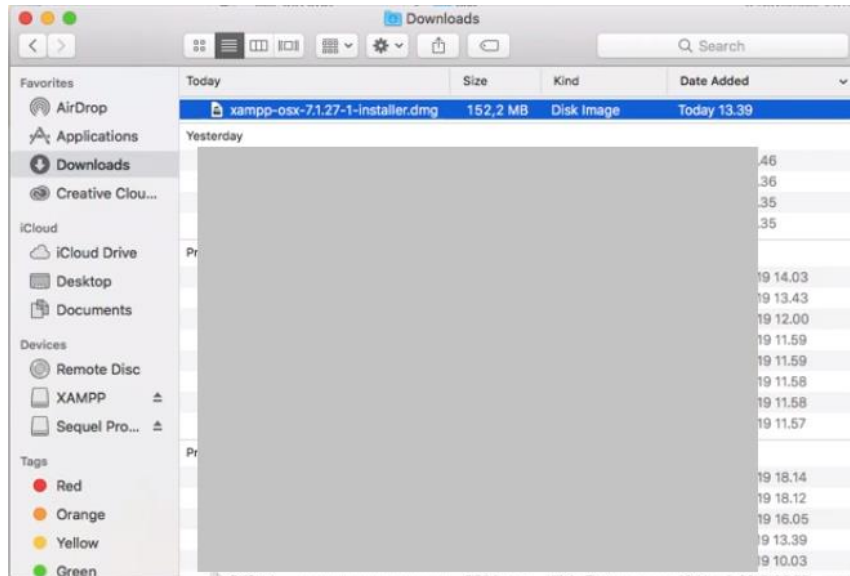 Downloads
Search
Favorites
AirDrop
Applications
Downloads
Creative Clou...
iCloud
iCloud Drive
Desktop
Documents
Devices
Remote Disc
XAMPP
Sequel Pro...
Tags
Red
Orange
Yellow
Green
Today Size Kind Date Added
xampp-osx-7.1.27-1-installer.dmg 152,2 MB Disk Image Today 13.39
Yesterday
.46
.36
.35
.35
Pr
19 14.03
19 13.43
19 12.00
19 11.59
19 11.59
19 11.58
19 11.58
19 11.57
Pr
19 18.14
19 18.12
19 16.05
19 13.39
19 10.03